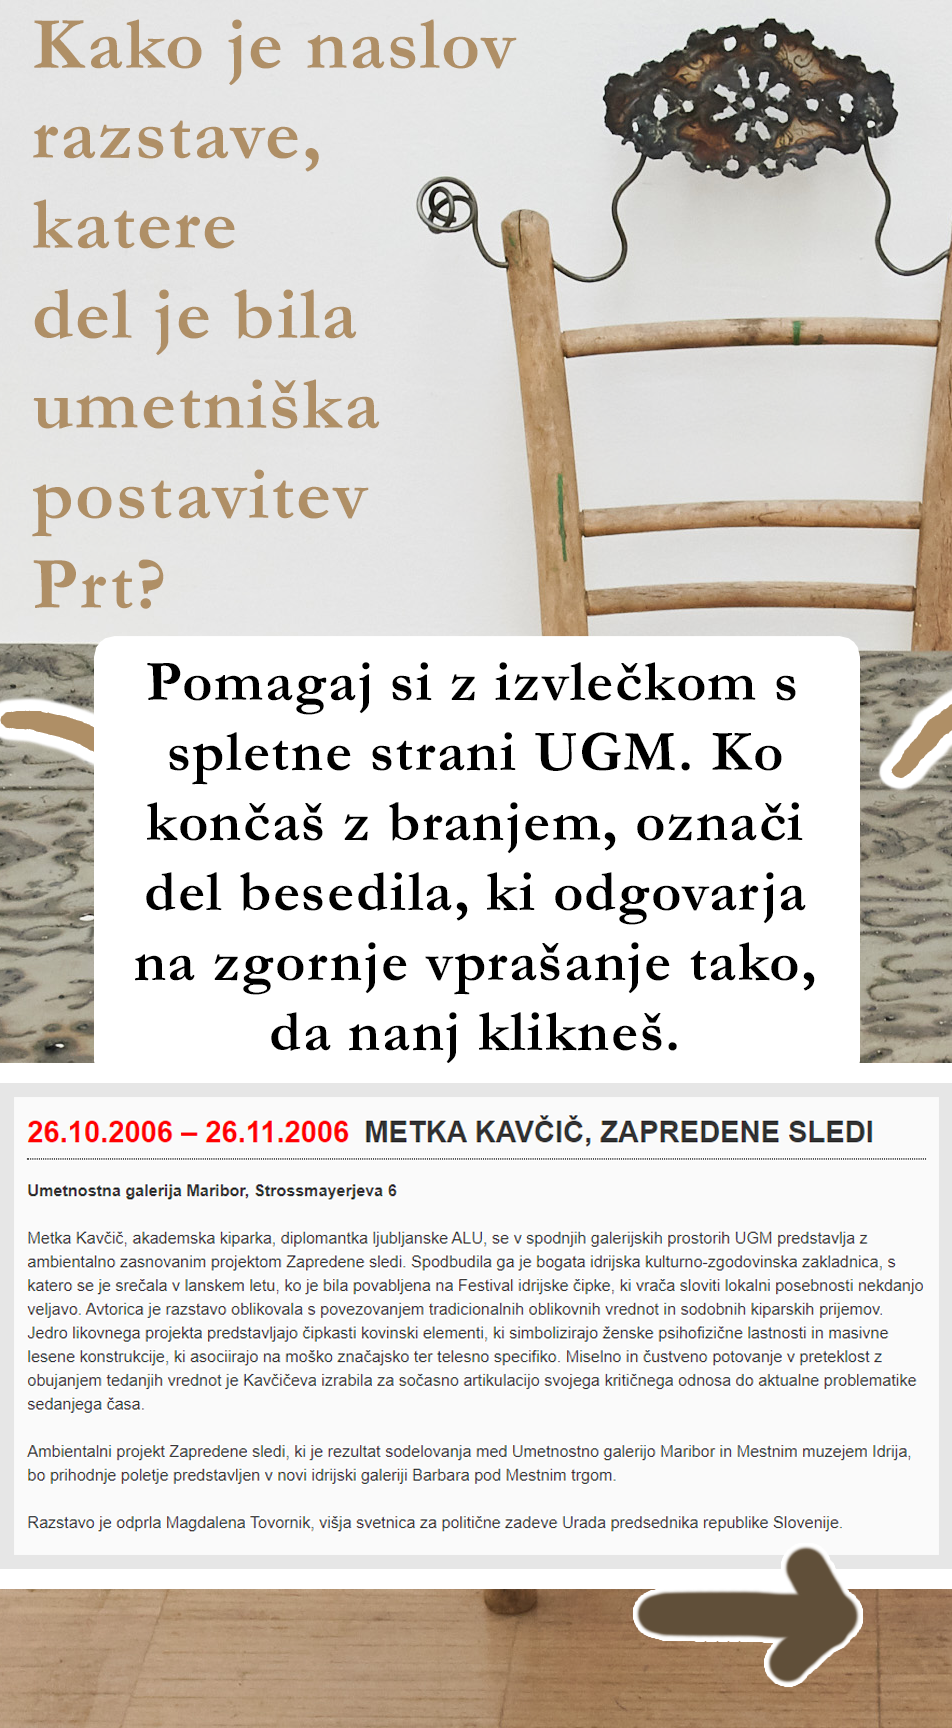 Kako je naslov
razstave,
katere
del je bila
umetniška
postavitev
Prt?
Pomagaj si z izvlečkom s
spletne strani UGM. Ko
končaš z branjem, označi
del besedila, ki odgovarja
na zgornje vprašanje tako,
da nanj klikneš.
26.10.2006 – 26.11.2006 METKA KAVČIČ, ZAPREDENE SLEDI
Umetnostna galerija Maribor, Strossmayerjeva 6
Metka Kavčič, akademska kiparka, diplomantka ljubljanske ALU, se v spodnjih galerijskih prostorih UGM predstavlja z
ambientalno zasnovanim projektom Zapredene sledi. Spodbudila ga je bogata idrijska kulturno-zgodovinska zakladnica, s
katero se je srečala v lanskem letu, ko je bila povabljena na Festival idrijske čipke, ki vrača sloviti lokalni posebnosti nekdanjo
veljavo. Avtorica je razstavo oblikovala s povezovanjem tradicionalnih oblikovnih vrednot in sodobnih kiparskih prijemov.
Jedro likovnega projekta predstavljajo čipkasti kovinski elementi, ki simbolizirajo ženske psihofizične lastnosti in masivne
lesene konstrukcije, ki asociirajo na moško značajsko ter telesno specifiko. Miselno in čustveno potovanje v preteklost z
obujanjem tedanjih vrednot je Kavčičeva izrabila za sočasno artikulacijo svojega kritičnega odnosa do aktualne problematike
sedanjega časa.
Ambientalni projekt Zapredene sledi, ki je rezultat sodelovanja med Umetnostno galerijo Maribor in Mestnim muzejem Idrija,
bo prihodnje poletje predstavljen v novi idrijski galeriji Barbara pod Mestnim trgom.
Razstavo je odprla Magdalena Tovornik, višja svetnica za politične zadeve Urada predsednika republike Slovenije.